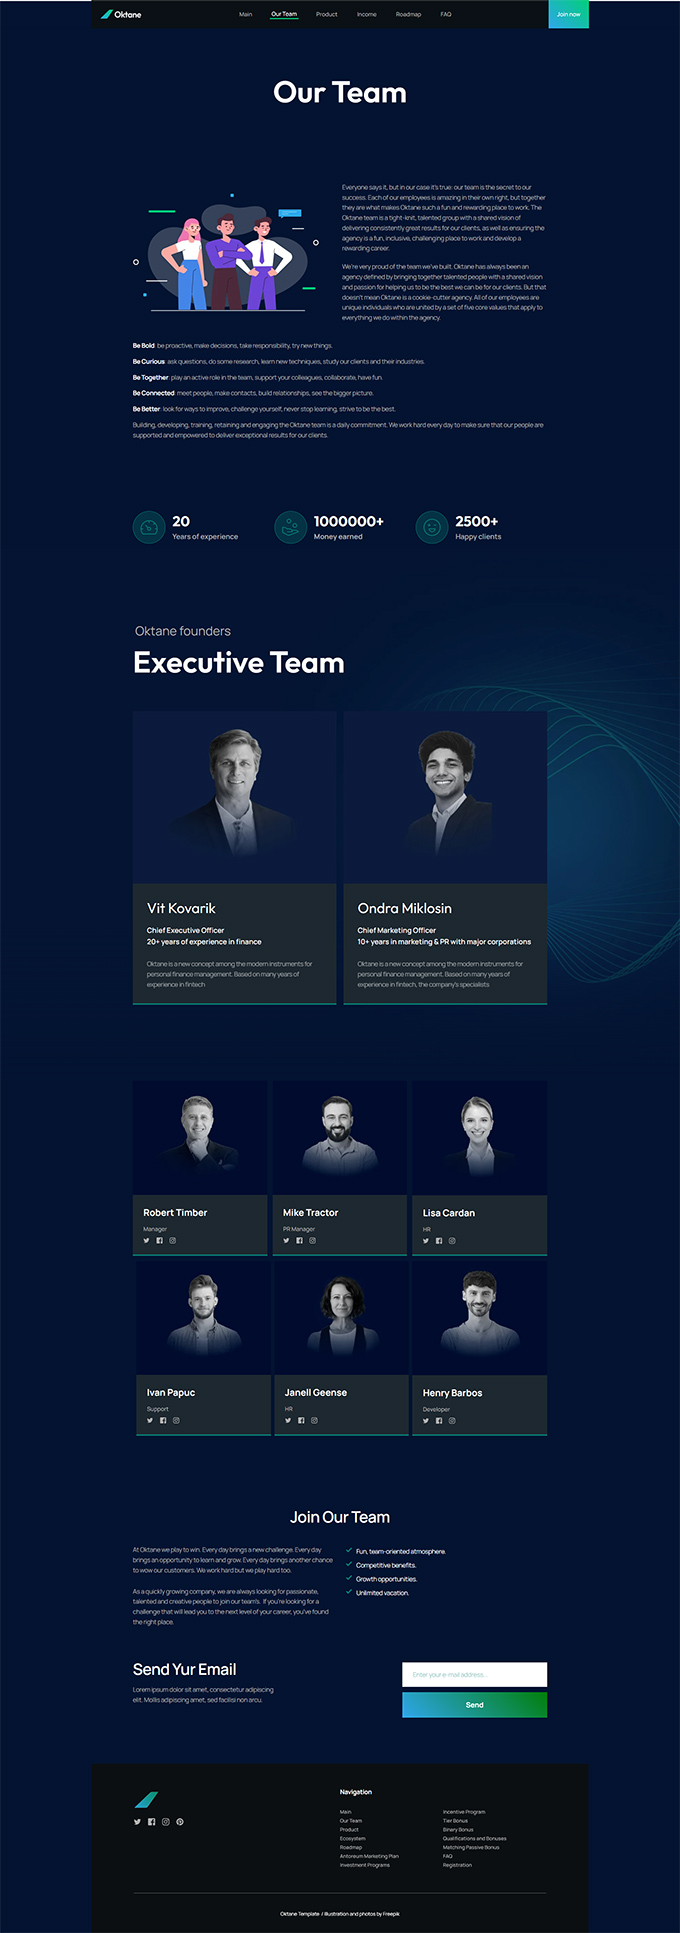 Oktane
Main Our Team Product Income Roadmap FAQ Join now
Our Team
Everyone says it, but in our case it's true: our team is the secret to our
success. Each of our employees is amazing in their own right, but together
they are what makes Oktane such a fun and rewarding place to work. The
Oktane team is a tight-knit, talented group with a shared vision of
delivering consistently great results for our clients, as well as ensuring the
agency is a fun, inclusive, challenging place to work and develop a
rewarding career.
We're very proud of the team we've built. Oktane has always been an
agency defined by bringing together talented people with a shared vision
and passion for helping us to be the best we can be for our clients. But that
doesn't mean Oktane is a cookie-cutter agency. All of our employees are
unique individuals who are united by a set of five core values that apply to
everything we do within the agency.
Be Bold: be proactive, make decisions, take responsibility, try new things.
Be Curious: ask questions, do some research, learn new techniques, study our clients and their industries.
Be Together: play an active role in the team, support your colleagues, collaborate, have fun.
Be Connected: meet people, make contacts, build relationships, see the bigger picture.
Be Better: look for ways to improve, challenge yourself, never stop learning, strive to be the best.
Building, developing, training, retaining and engaging the Oktane team is a daily commitment. We work hard every day to make sure that our people are
supported and empowered to deliver exceptional results for our clients.
20
Years of experience
1000000+
Money earned
2500+
Happy clients
Oktane founders
Executive Team
Vit Kovarik
Chief Executive Officer
20+ years of experience in finance
Oktane is a new concept among the modern instruments for
personal finance management. Based on many years of
experience in fintech
Ondra Miklosin
Chief Marketing Officer
10+ years in marketing & PR with major corporations
Oktane is a new concept among the modern instruments for
personal finance management. Based on many years of
experience in fintech, the company's specialists
Robert Timber
Manager
Mike Tractor
PR Manager
Lisa Cardan
HR
Ivan Papuc
Support
Janell Geense
HR
Henry Barbos
Developer
Join Our Team
At Oktane we play to win. Every day brings a new challenge. Every day
brings an opportunity to learn and grow. Every day brings another chance
to wow our customers. We work hard but we play hard too.
As a quickly growing company, we are always looking for passionate,
talented and creative people to join our team's. If you're looking for a
challenge that will lead you to the next level of your career, you've found
the right place.
Fun, team-oriented atmosphere.
Competitive benefits.
Growth opportunities.
Unlimited vacation.
Send Yur Email
Lorem ipsum dolor sit amet, consectetur adipiscing
elit. Mollis adipiscing amet, sed facilisi non arcu.
Enter your e-mail address...
Send
Navigation
Main
Our Team
Product
Ecosystem
Roadmap
Antoreum Marketing Plan
Investment Programs
Incentive Program
Tier Bonus
Binary Bonus
Qualifications and Bonuses
Matching Passive Bonus
FAQ
Registration
Oktane Template / Illustration and photos by Freepik